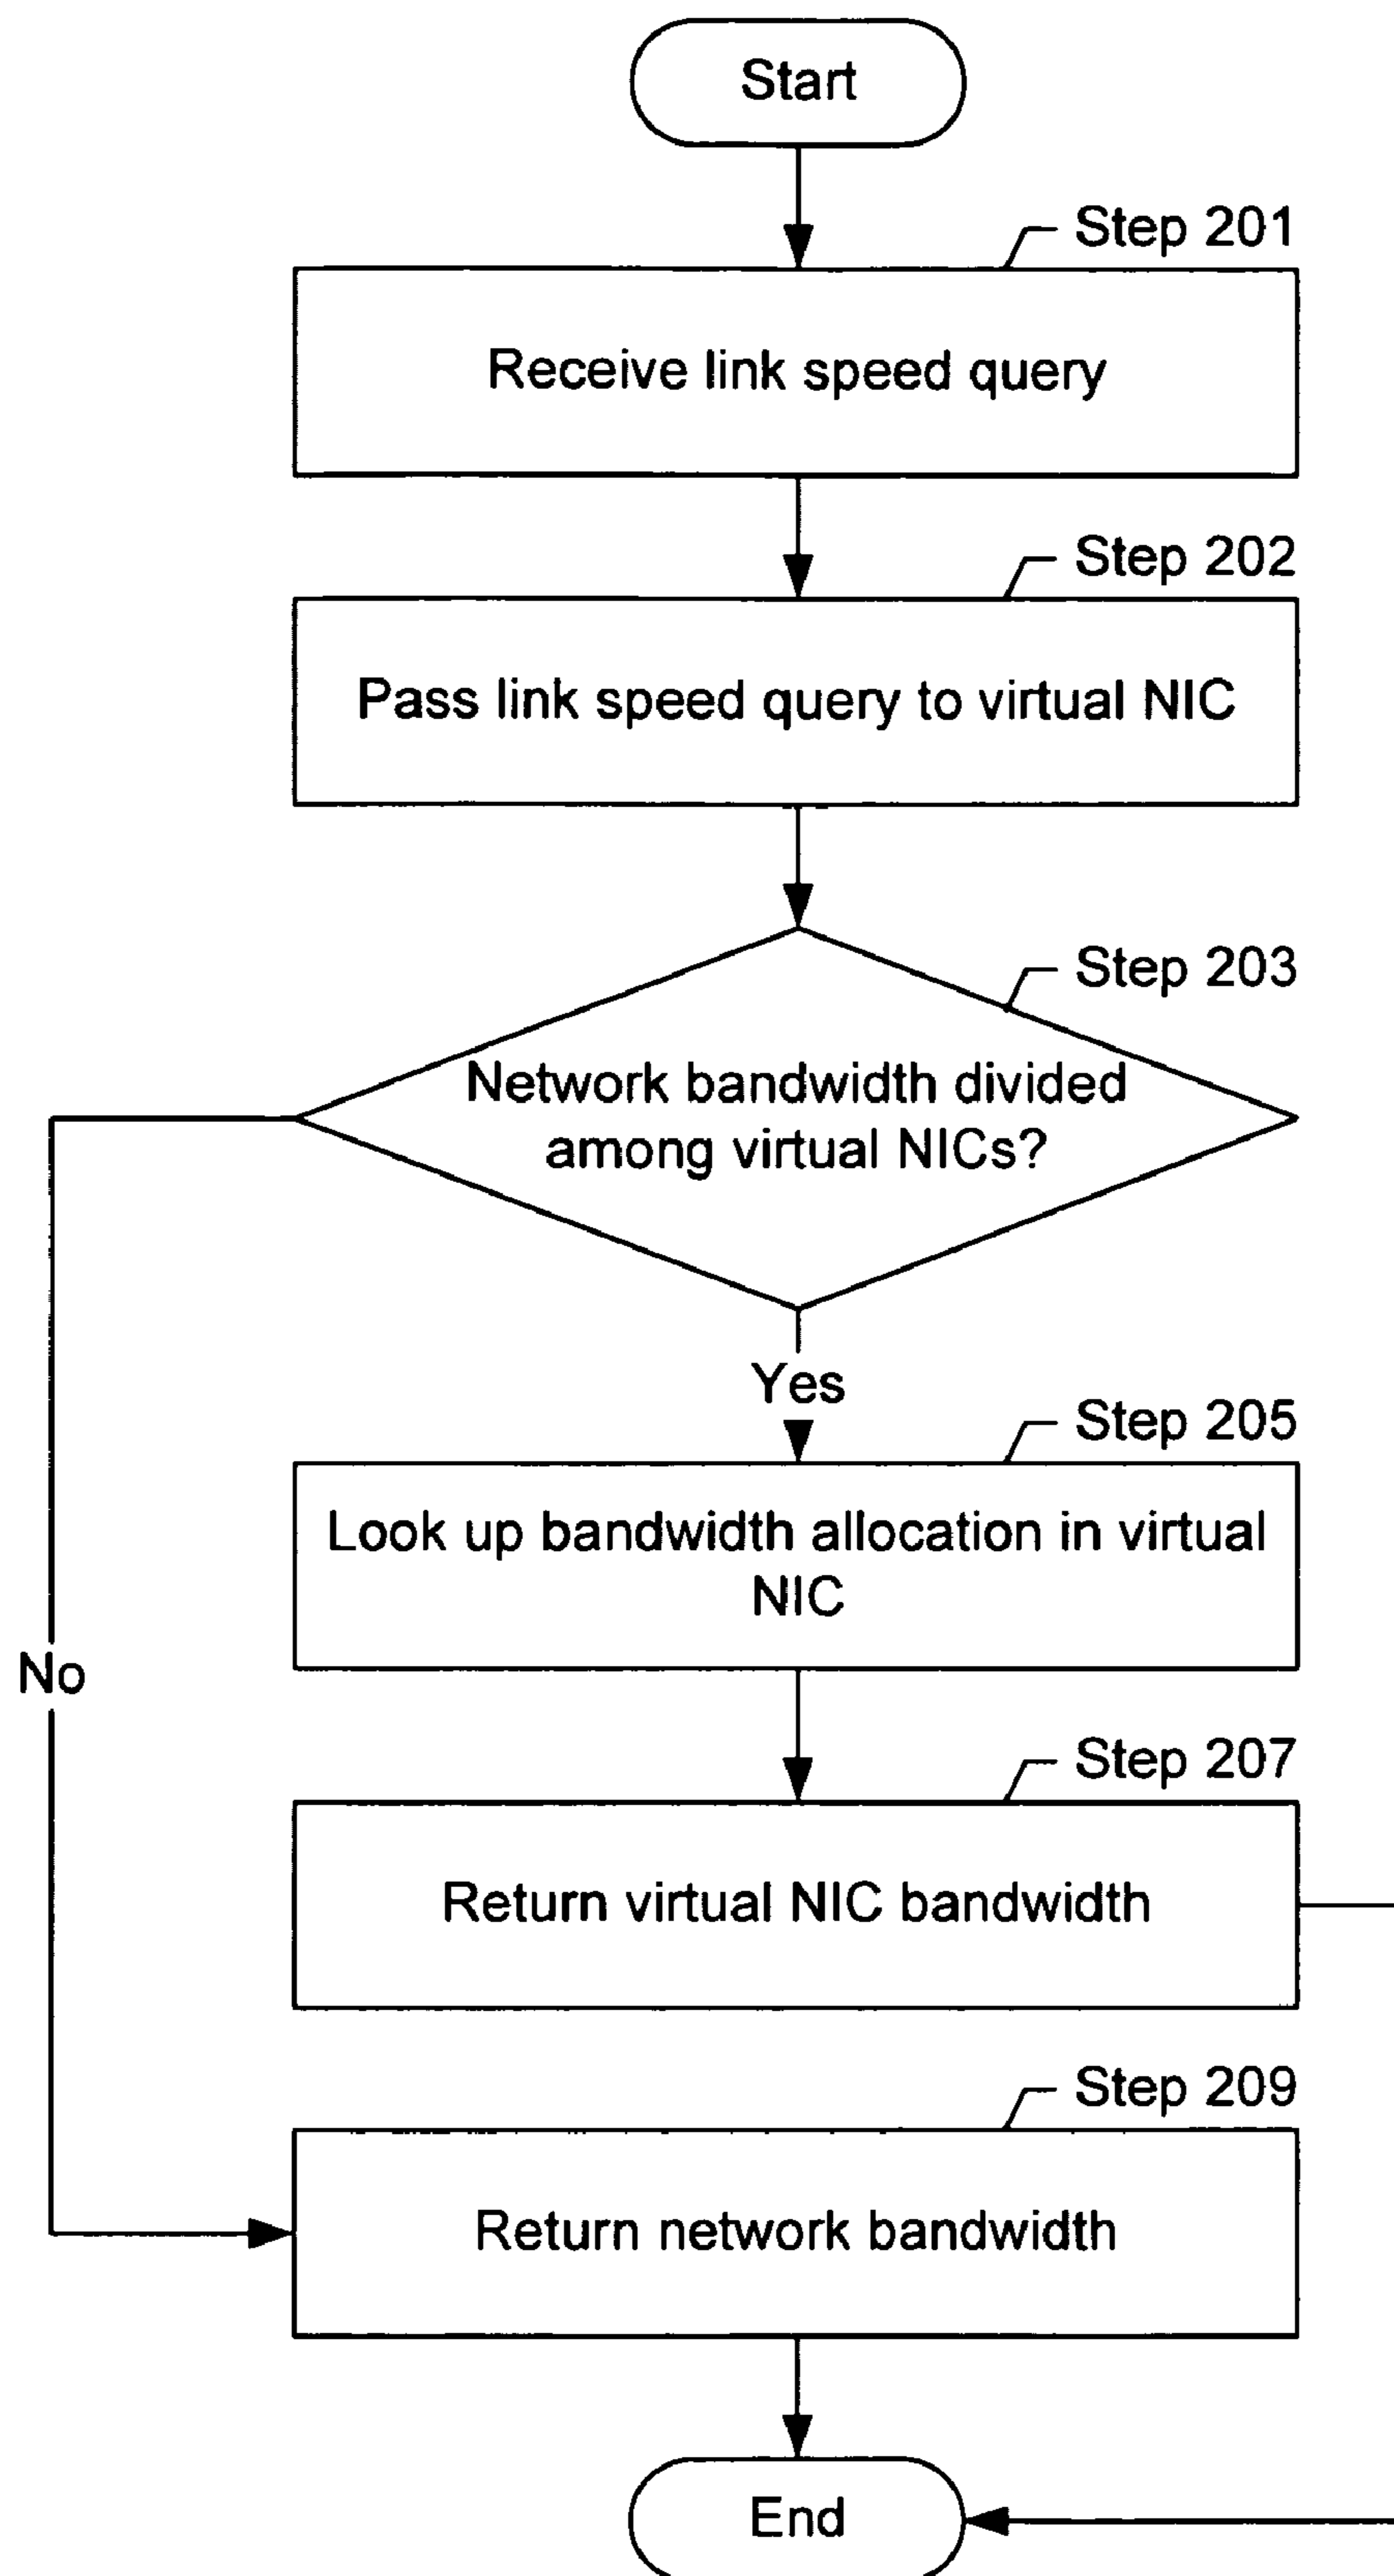 Start
Step 201
Receive link speed query
Step 202
Pass link speed query to virtual NIC
Step 203
Network bandwidth divided
among virtual NICs?
Yes
Step 205
Look up bandwidth allocation in virtual
NIC
No
Step 207
Return virtual NIC bandwidth
Step 209
Return network bandwidth
End